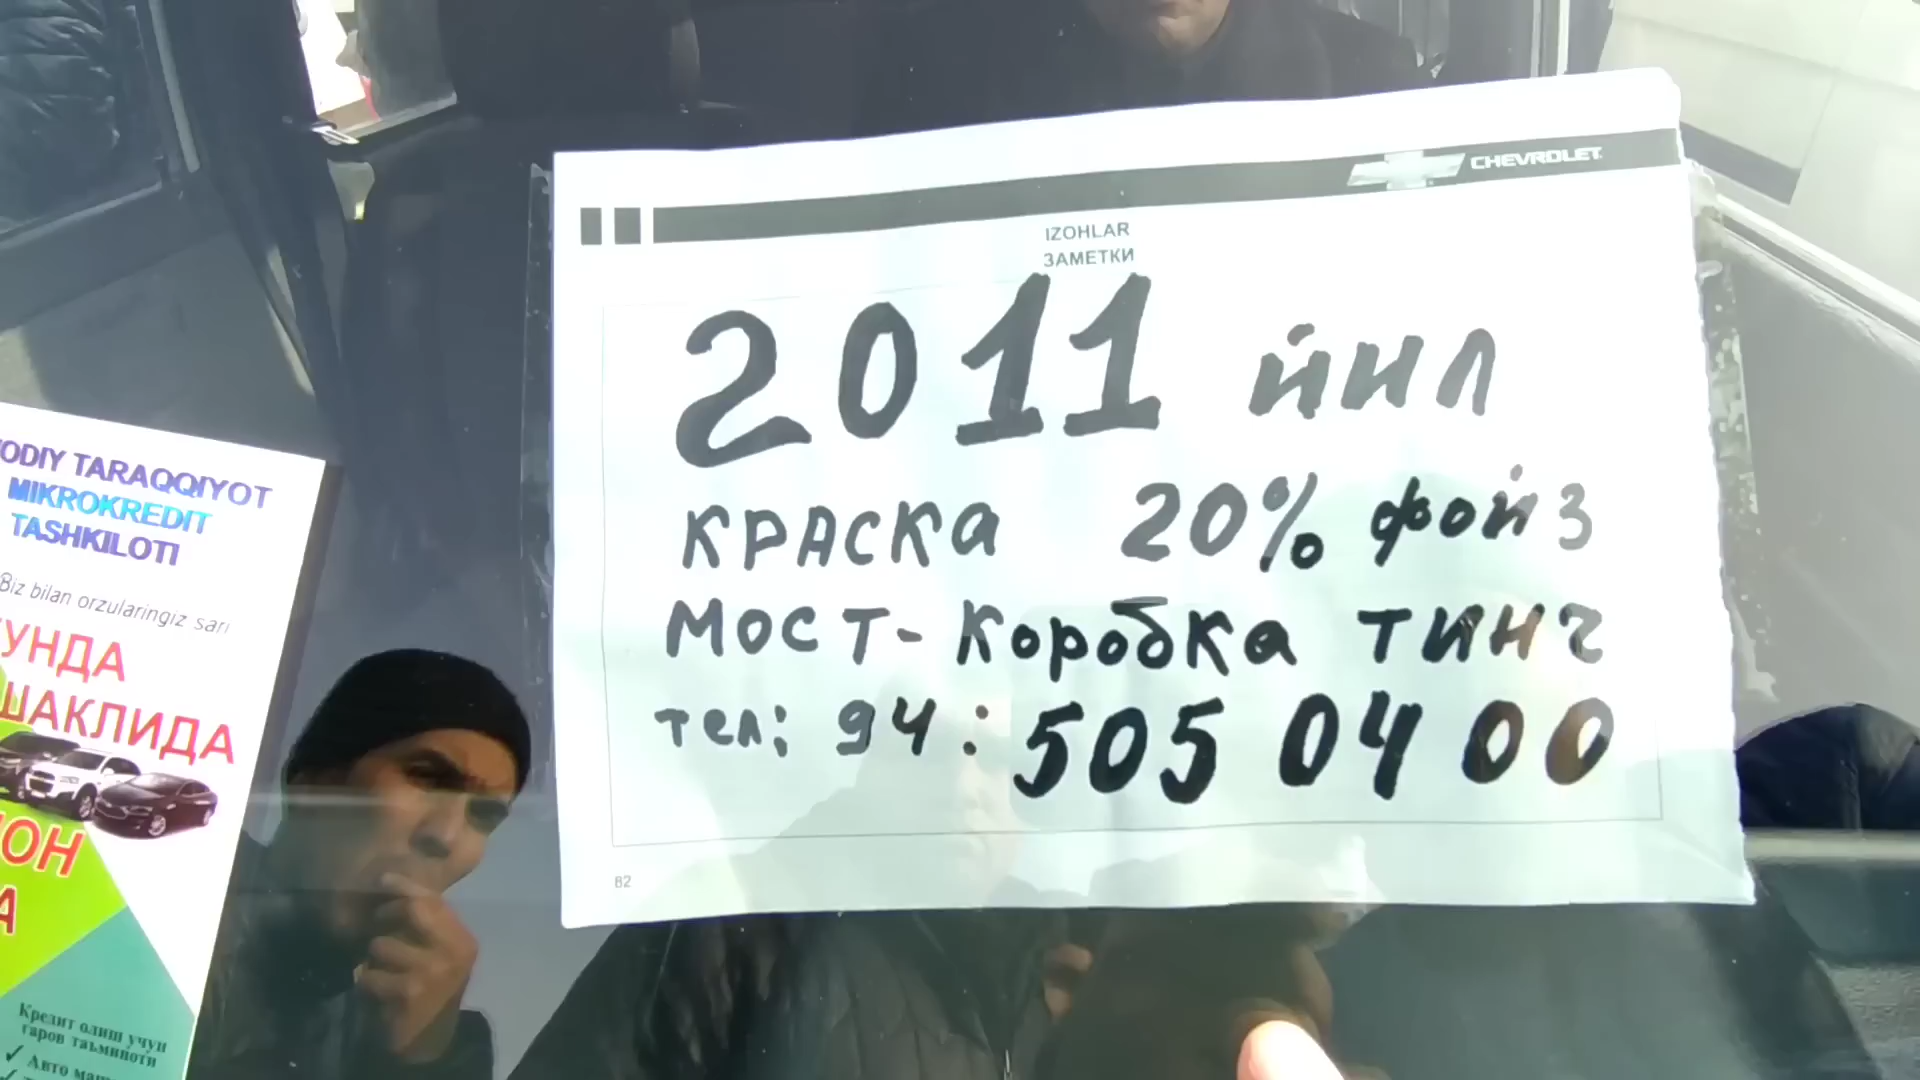 CHEVROLET
IZOHLAR
ЗАМЕТКИ
2011 йил
КРАСКА 20% фойз
МОСТ-Коробка ТИНЧ
тел: 94: 505 04 00
82
ODIY TARAQQIYOT
MIKROKREDIT
TASHKILOTI
Biz bilan orzularingiz sari
УНДА
ШАКЛИДА
ОН
А
Кредит олиш учун
гаров таъминоти
✓ Авто маш